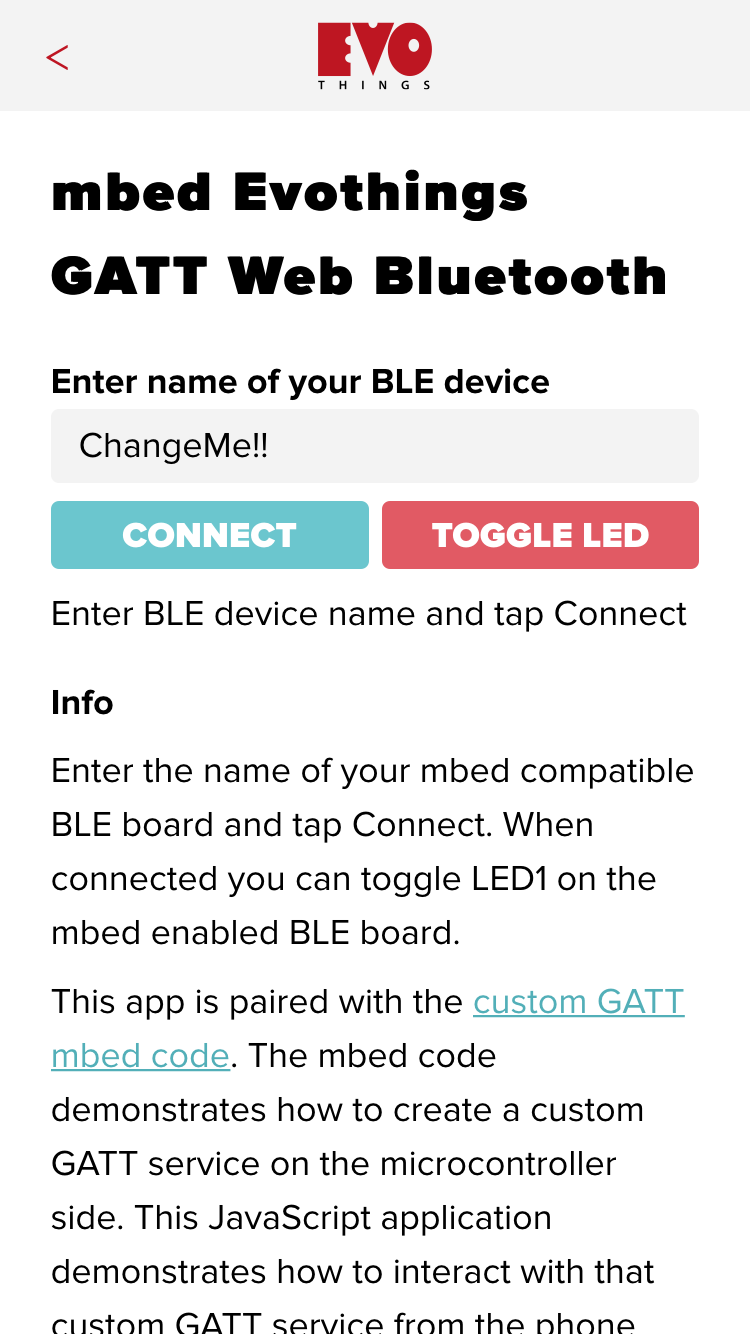 <
EVO
THINGS
mbed Evothings
GATT Web Bluetooth
Enter name of your BLE device
ChangeMe!!
CONNECT
TOGGLE LED
Enter BLE device name and tap Connect
Info
Enter the name of your mbed compatible
BLE board and tap Connect. When
connected you can toggle LED1 on the
mbed enabled BLE board.
This app is paired with the custom GATT
mbed code. The mbed code
demonstrates how to create a custom
GATT service on the microcontroller
side. This JavaScript application
demonstrates how to interact with that
custom GATT service from the phone